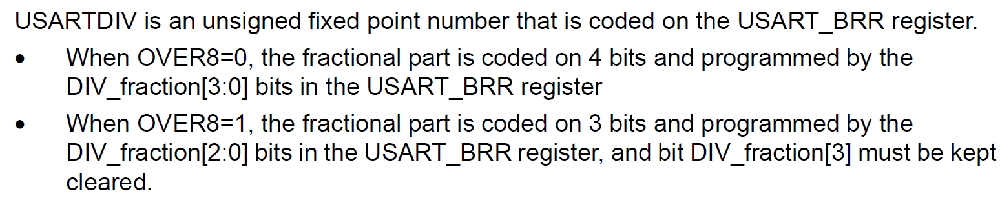 USARTDIV is an unsigned fixed point number that is coded on the USART_BRR register.
• When OVER8=0, the fractional part is coded on 4 bits and programmed by the
DIV_fraction[3:0] bits in the USART_BRR register
• When OVER8=1, the fractional part is coded on 3 bits and programmed by the
DIV_fraction[2:0] bits in the USART_BRR register, and bit DIV_fraction[3] must be kept
cleared.